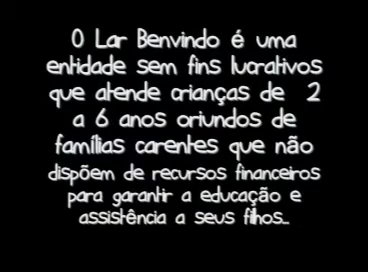 O Lar Benvindo é uma
entidade sem fins lucrativos
que atende crianças de 2
a 6 anos oriundos de
famílias carentes que não
dispõem de recursos financeiros
para garantir a educação e
assistência a seus filhos...